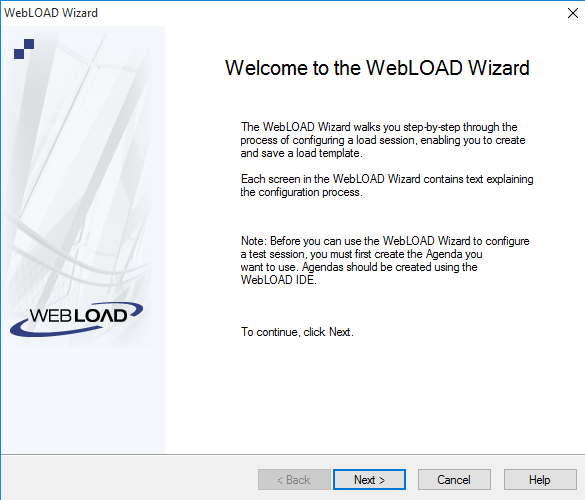 WebLOAD Wizard
Welcome to the WebLOAD Wizard
The WebLOAD Wizard walks you step-by-step through the
process of configuring a load session, enabling you to create
and save a load template.
Each screen in the WebLOAD Wizard contains text explaining
the configuration process.
Note: Before you can use the WebLOAD Wizard to configure
a test session, you must first create the Agenda you
want to use. Agendas should be created using the
WebLOAD IDE.
WEBLOAD
To continue, click Next.
< Back
Next >
Cancel
Help